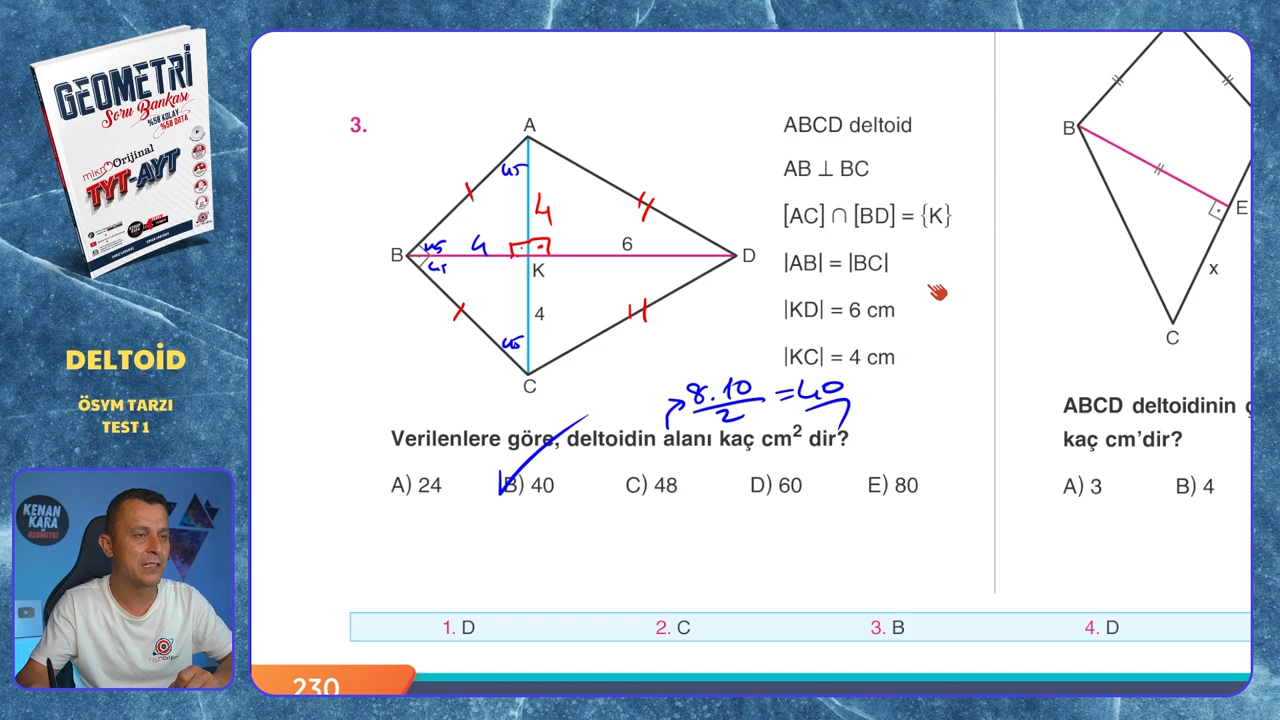 GEOMETRİ
Soru Bankası
%50 KOLAY
%50 ORTA
mikro Orijinal
TYT-AYT
DELTOİD
ÖSYM TARZI
TEST 1
KENAN
KARA
ile
GEOMETRİ
3.
A
B
C
D
K
6
4
45
45
45
45
4
4
ABCD deltoid
AB ⊥ BC
[AC] ∩ [BD] = {K}
|AB| = |BC|
|KD| = 6 cm
|KC| = 4 cm
8.10/2 = 40
Verilenlere göre, deltoidin alanı kaç cm² dir?
A) 24 B) 40 C) 48 D) 60 E) 80
B
E
x
C
ABCD deltoidinin
kaç cm'dir?
A) 3 B) 4
1. D 2. C 3. B 4. D
230